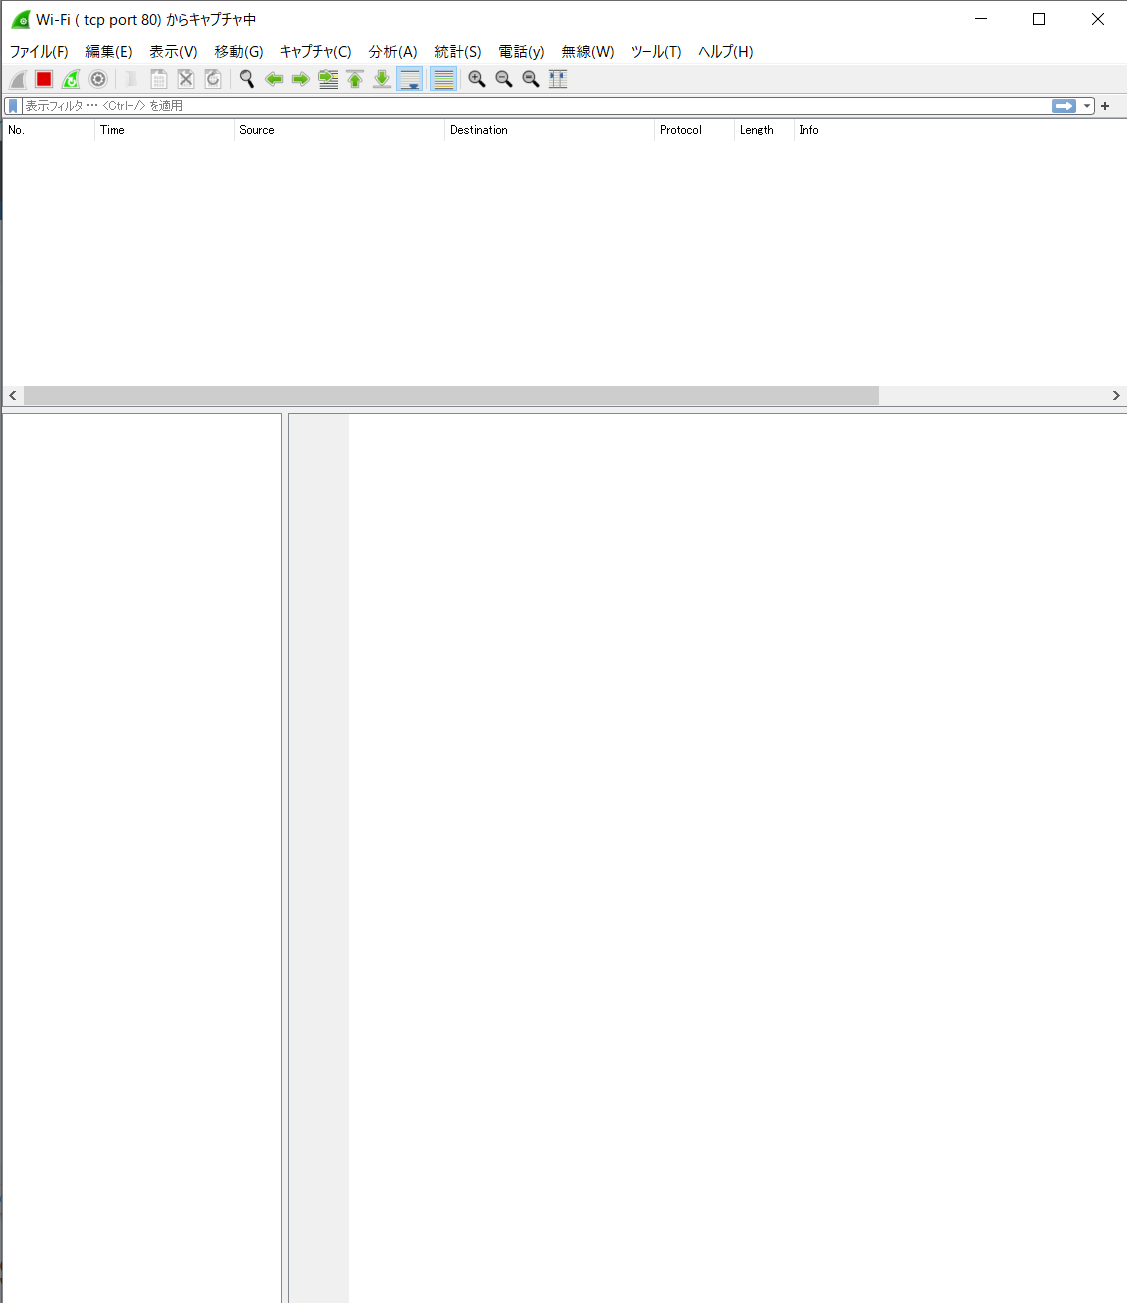 Wi-Fi ( tcp port 80) からキャプチャ中
ファイル(F) 編集(E) 表示(V) 移動(G) キャプチャ(C) 分析(A) 統計(S) 電話(y) 無線(W) ツール(T) ヘルプ(H)
表示フィルタ … <Ctrl-/> を適用
No. Time Source Destination Protocol Length Info